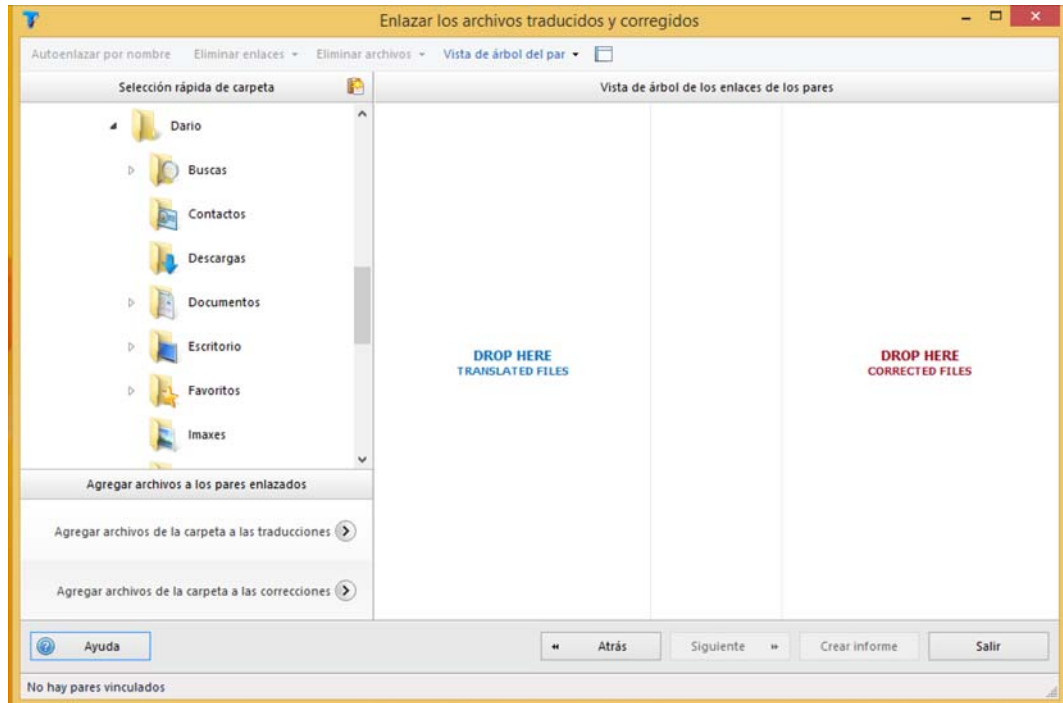 Enlazar los archivos traducidos y corregidos
Autoenlazar por nombre Eliminar enlaces Eliminar archivos Vista de árbol del par
Selección rápida de carpeta
Vista de árbol de los enlaces de los pares
Dario
Buscas
Contactos
Descargas
Documentos
Escritorio
Favoritos
Imaxes
DROP HERE
TRANSLATED FILES
DROP HERE
CORRECTED FILES
Agregar archivos a los pares enlazados
Agregar archivos de la carpeta a las traducciones
Agregar archivos de la carpeta a las correcciones
Ayuda Atrás Siguiente Crear informe Salir
No hay pares vinculados